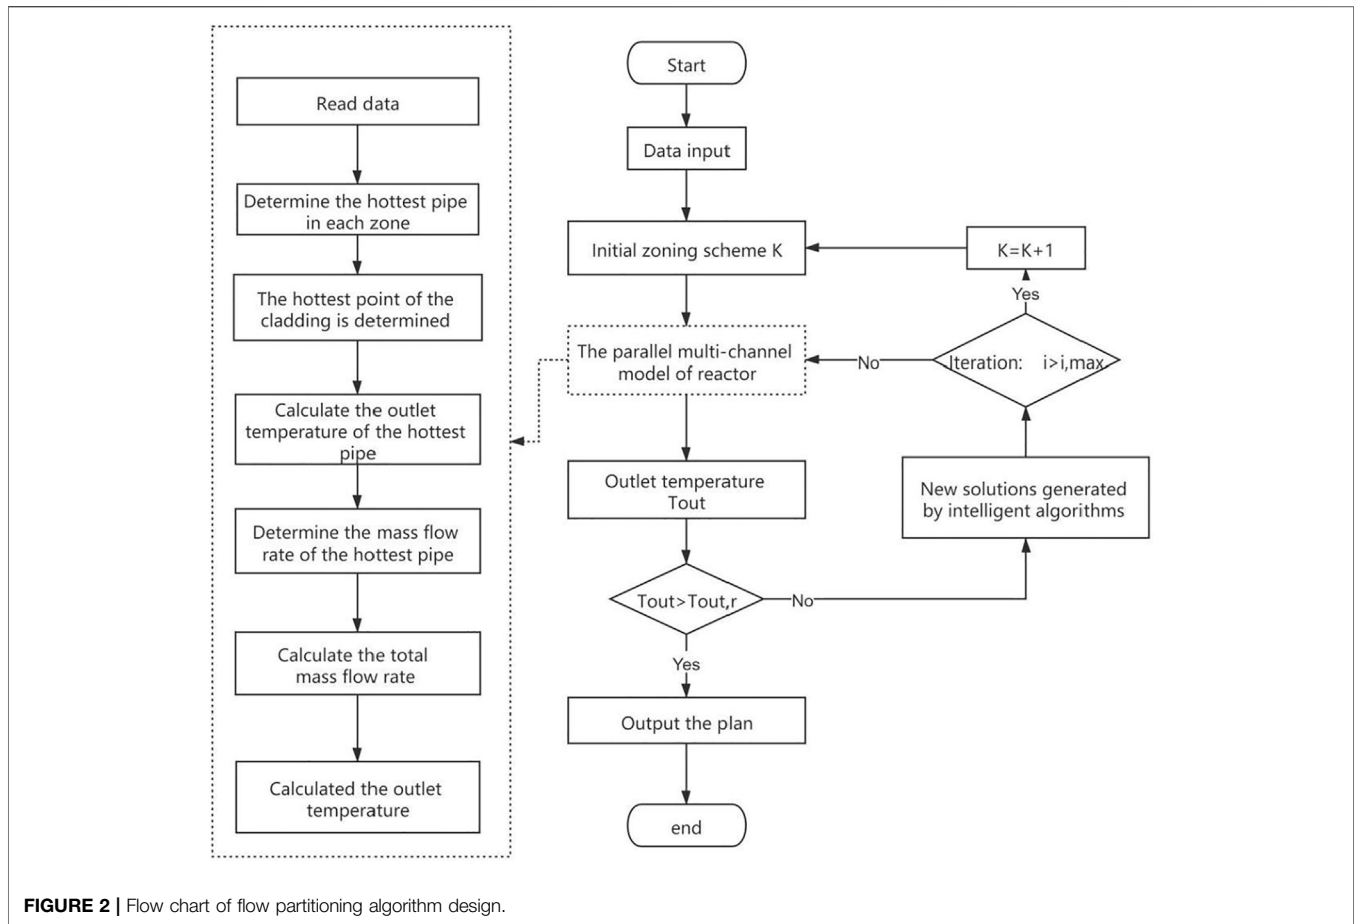 Read data
Determine the hottest pipe
in each zone
The hottest point of the
cladding is determined
Calculate the outlet
temperature of the hottest
pipe
Determine the mass flow
rate of the hottest pipe
Calculate the total
mass flow rate
Calculated the outlet
temperature
Start
Data input
Initial zoning scheme K
The parallel multi-channel
model of reactor
Outlet temperature
Tout
Tout>Tout,r
Yes
No
Output the plan
end
K=K+1
Yes
Iteration: i>i,max
No
New solutions generated
by intelligent algorithms
FIGURE 2 | Flow chart of flow partitioning algorithm design.